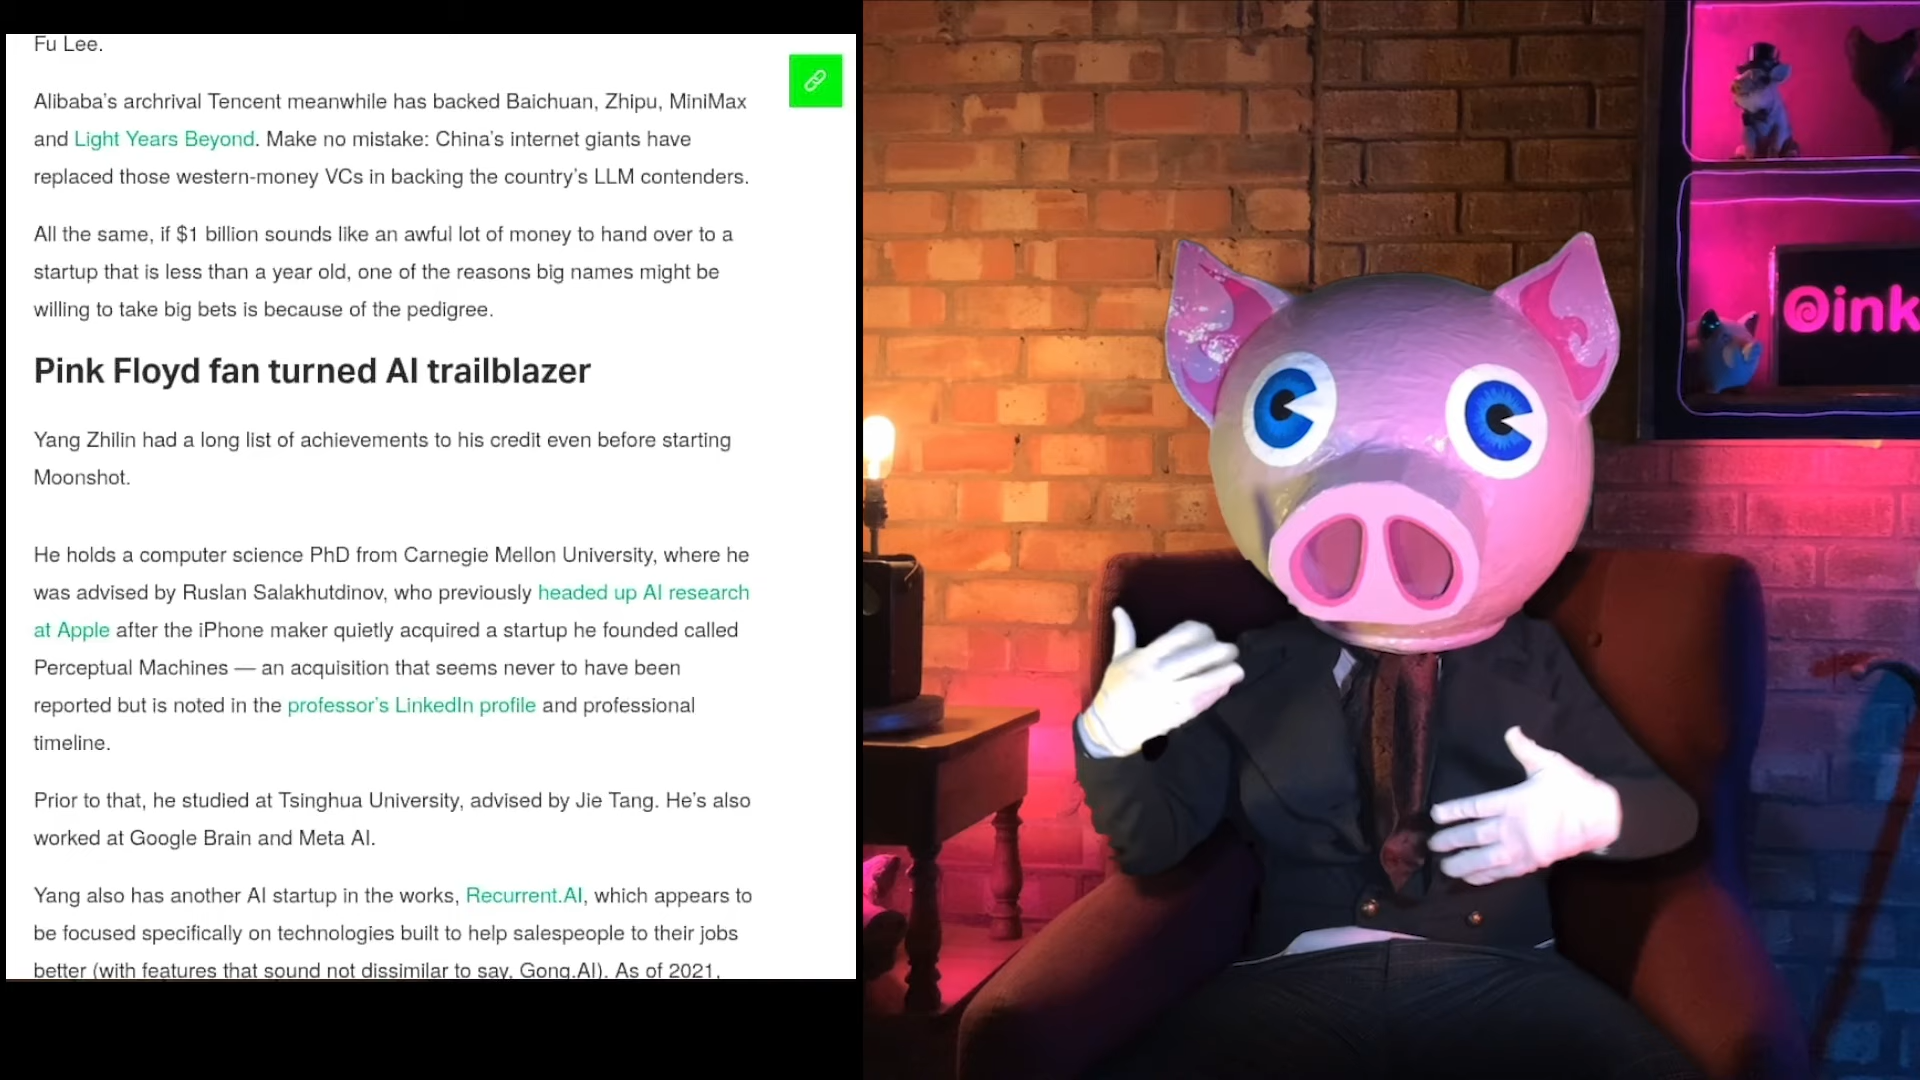 Fu Lee.
Alibaba’s archrival Tencent meanwhile has backed Baichuan, Zhipu, MiniMax
and Light Years Beyond. Make no mistake: China’s internet giants have
replaced those western-money VCs in backing the country’s LLM contenders.
All the same, if $1 billion sounds like an awful lot of money to hand over to a
startup that is less than a year old, one of the reasons big names might be
willing to take big bets is because of the pedigree.
Pink Floyd fan turned AI trailblazer
Yang Zhilin had a long list of achievements to his credit even before starting
Moonshot.
He holds a computer science PhD from Carnegie Mellon University, where he
was advised by Ruslan Salakhutdinov, who previously headed up AI research
at Apple after the iPhone maker quietly acquired a startup he founded called
Perceptual Machines — an acquisition that seems never to have been
reported but is noted in the professor’s LinkedIn profile and professional
timeline.
Prior to that, he studied at Tsinghua University, advised by Jie Tang. He’s also
worked at Google Brain and Meta AI.
Yang also has another AI startup in the works, Recurrent.AI, which appears to
be focused specifically on technologies built to help salespeople to their jobs
better (with features that sound not dissimilar to say, Gong.AI). As of 2021,
Oink